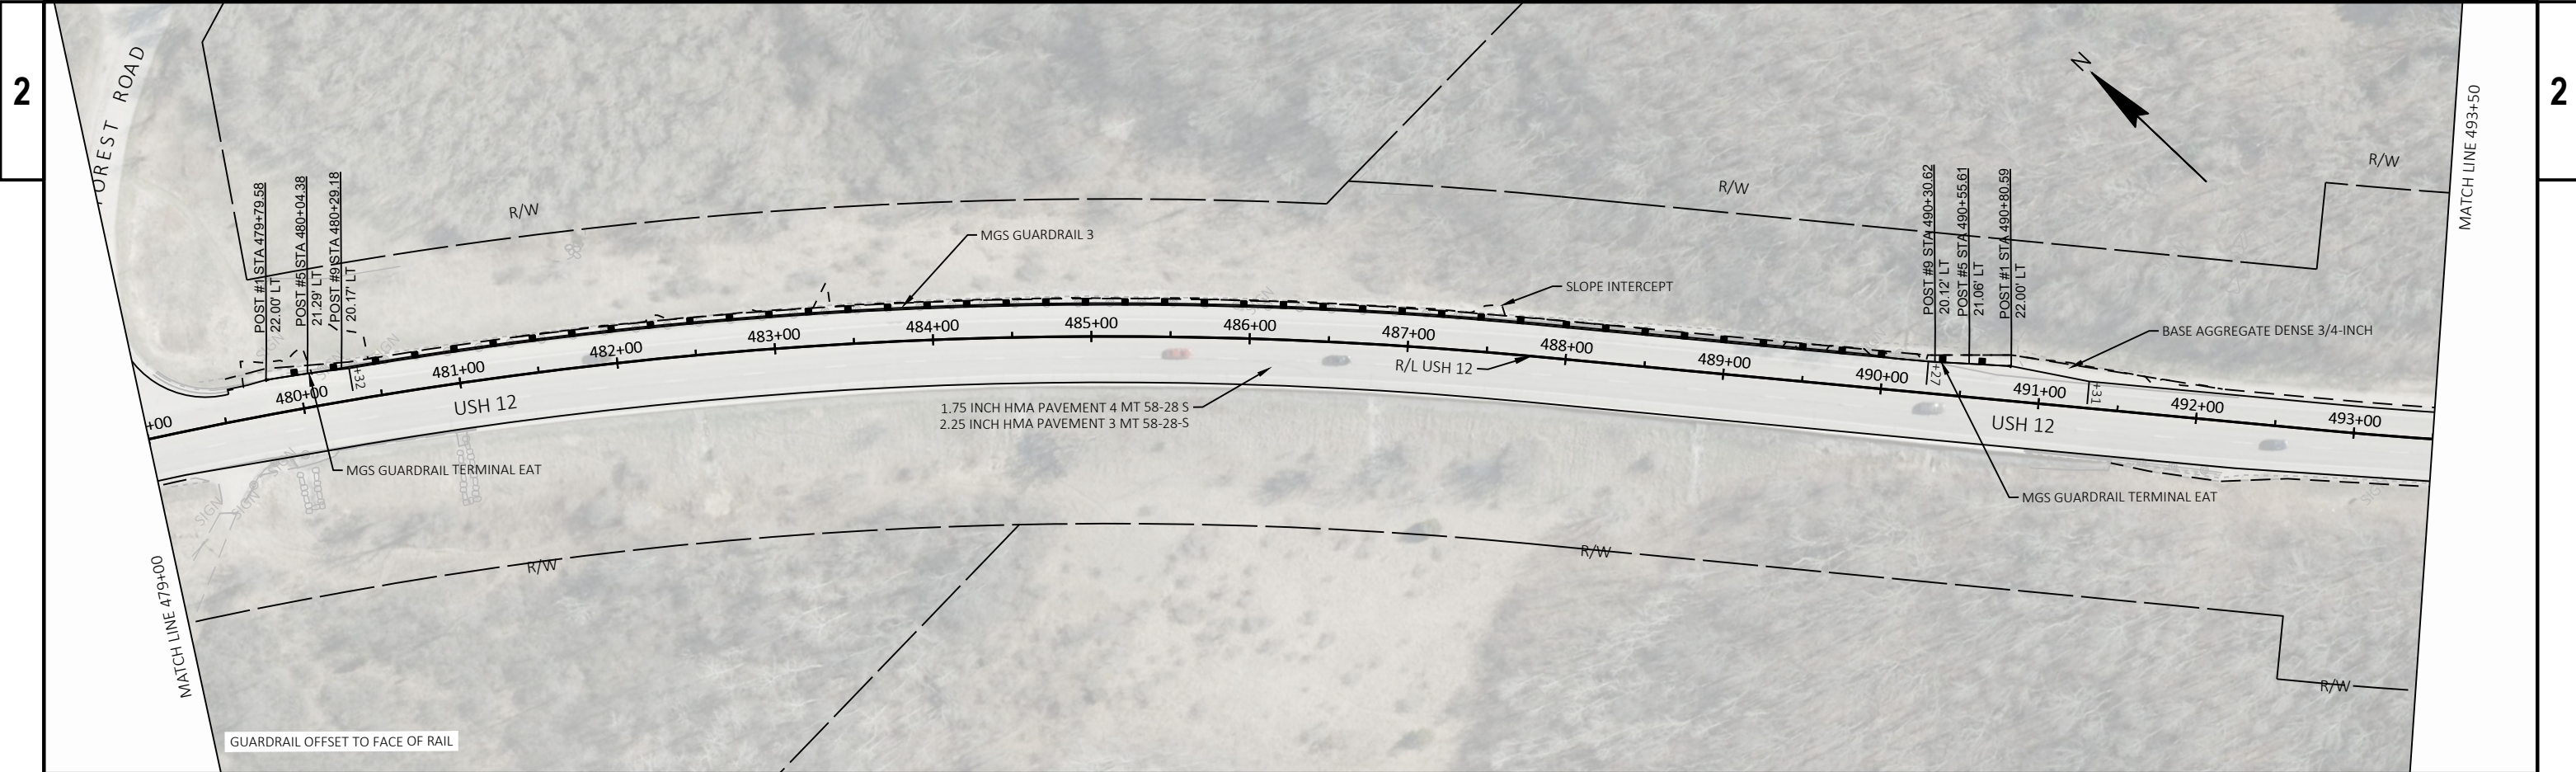 2
2
FOREST ROAD
MATCH LINE 493+50
N
R/W
R/W
R/W
POST #1 STA 479+79.58
22.00' LT
POST #5 STA 480+04.38
21.29' LT
POST #9 STA 480+29.18
20.17' LT
POST #9 STA 490+30.62
20.12' LT
POST #5 STA 490+55.61
21.06' LT
POST #1 STA 490+80.59
22.00' LT
MGS GUARDRAIL 3
SLOPE INTERCEPT
BASE AGGREGATE DENSE 3/4-INCH
SIGN
SIGN
SIGN
+00
480+00
481+00
482+00
483+00
484+00
485+00
486+00
487+00
488+00
489+00
490+00
491+00
492+00
493+00
+32
+27
+31
R/L USH 12
USH 12
USH 12
1.75 INCH HMA PAVEMENT 4 MT 58-28 S
2.25 INCH HMA PAVEMENT 3 MT 58-28-S
MGS GUARDRAIL TERMINAL EAT
MGS GUARDRAIL TERMINAL EAT
SIGN
SIGN
SIGN
R/W
R/W
R/W
MATCH LINE 479+00
GUARDRAIL OFFSET TO FACE OF RAIL